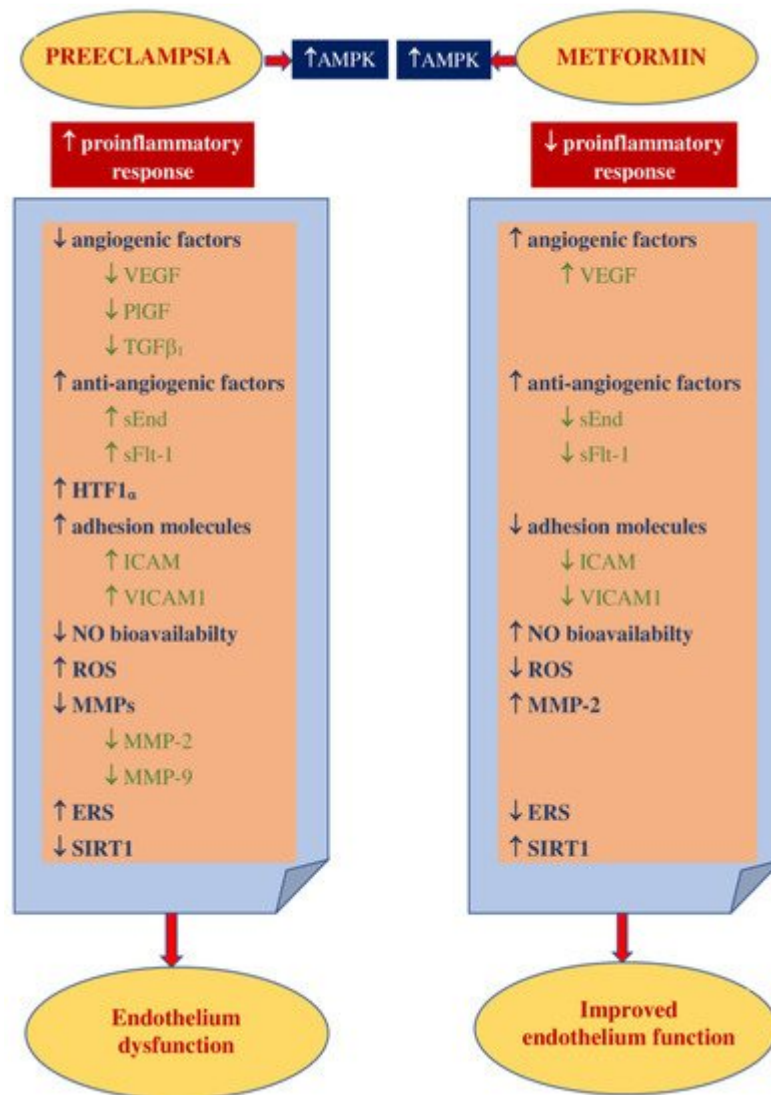 PREECLAMPSIA
↑AMPK
↑AMPK
METFORMIN
↑ proinflammatory
response
↓ angiogenic factors
↓ VEGF
↓ PlGF
↓ TGFβ₁
↑ anti-angiogenic factors
↑ sEnd
↑ sFlt-1
↑ HTF1α
↑ adhesion molecules
↑ ICAM
↑ VICAM1
↓ NO bioavailabilty
↑ ROS
↓ MMPs
↓ MMP-2
↓ MMP-9
↑ ERS
↓ SIRT1
Endothelium
dysfunction
↓ proinflammatory
response
↑ angiogenic factors
↑ VEGF
↑ anti-angiogenic factors
↓ sEnd
↓ sFlt-1
↓ adhesion molecules
↓ ICAM
↓ VICAM1
↑ NO bioavailabilty
↓ ROS
↑ MMP-2
↓ ERS
↑ SIRT1
Improved
endothelium function